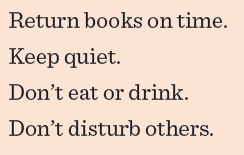 Return books on time.
Keep quiet.
Don’t eat or drink.
Don’t disturb others.